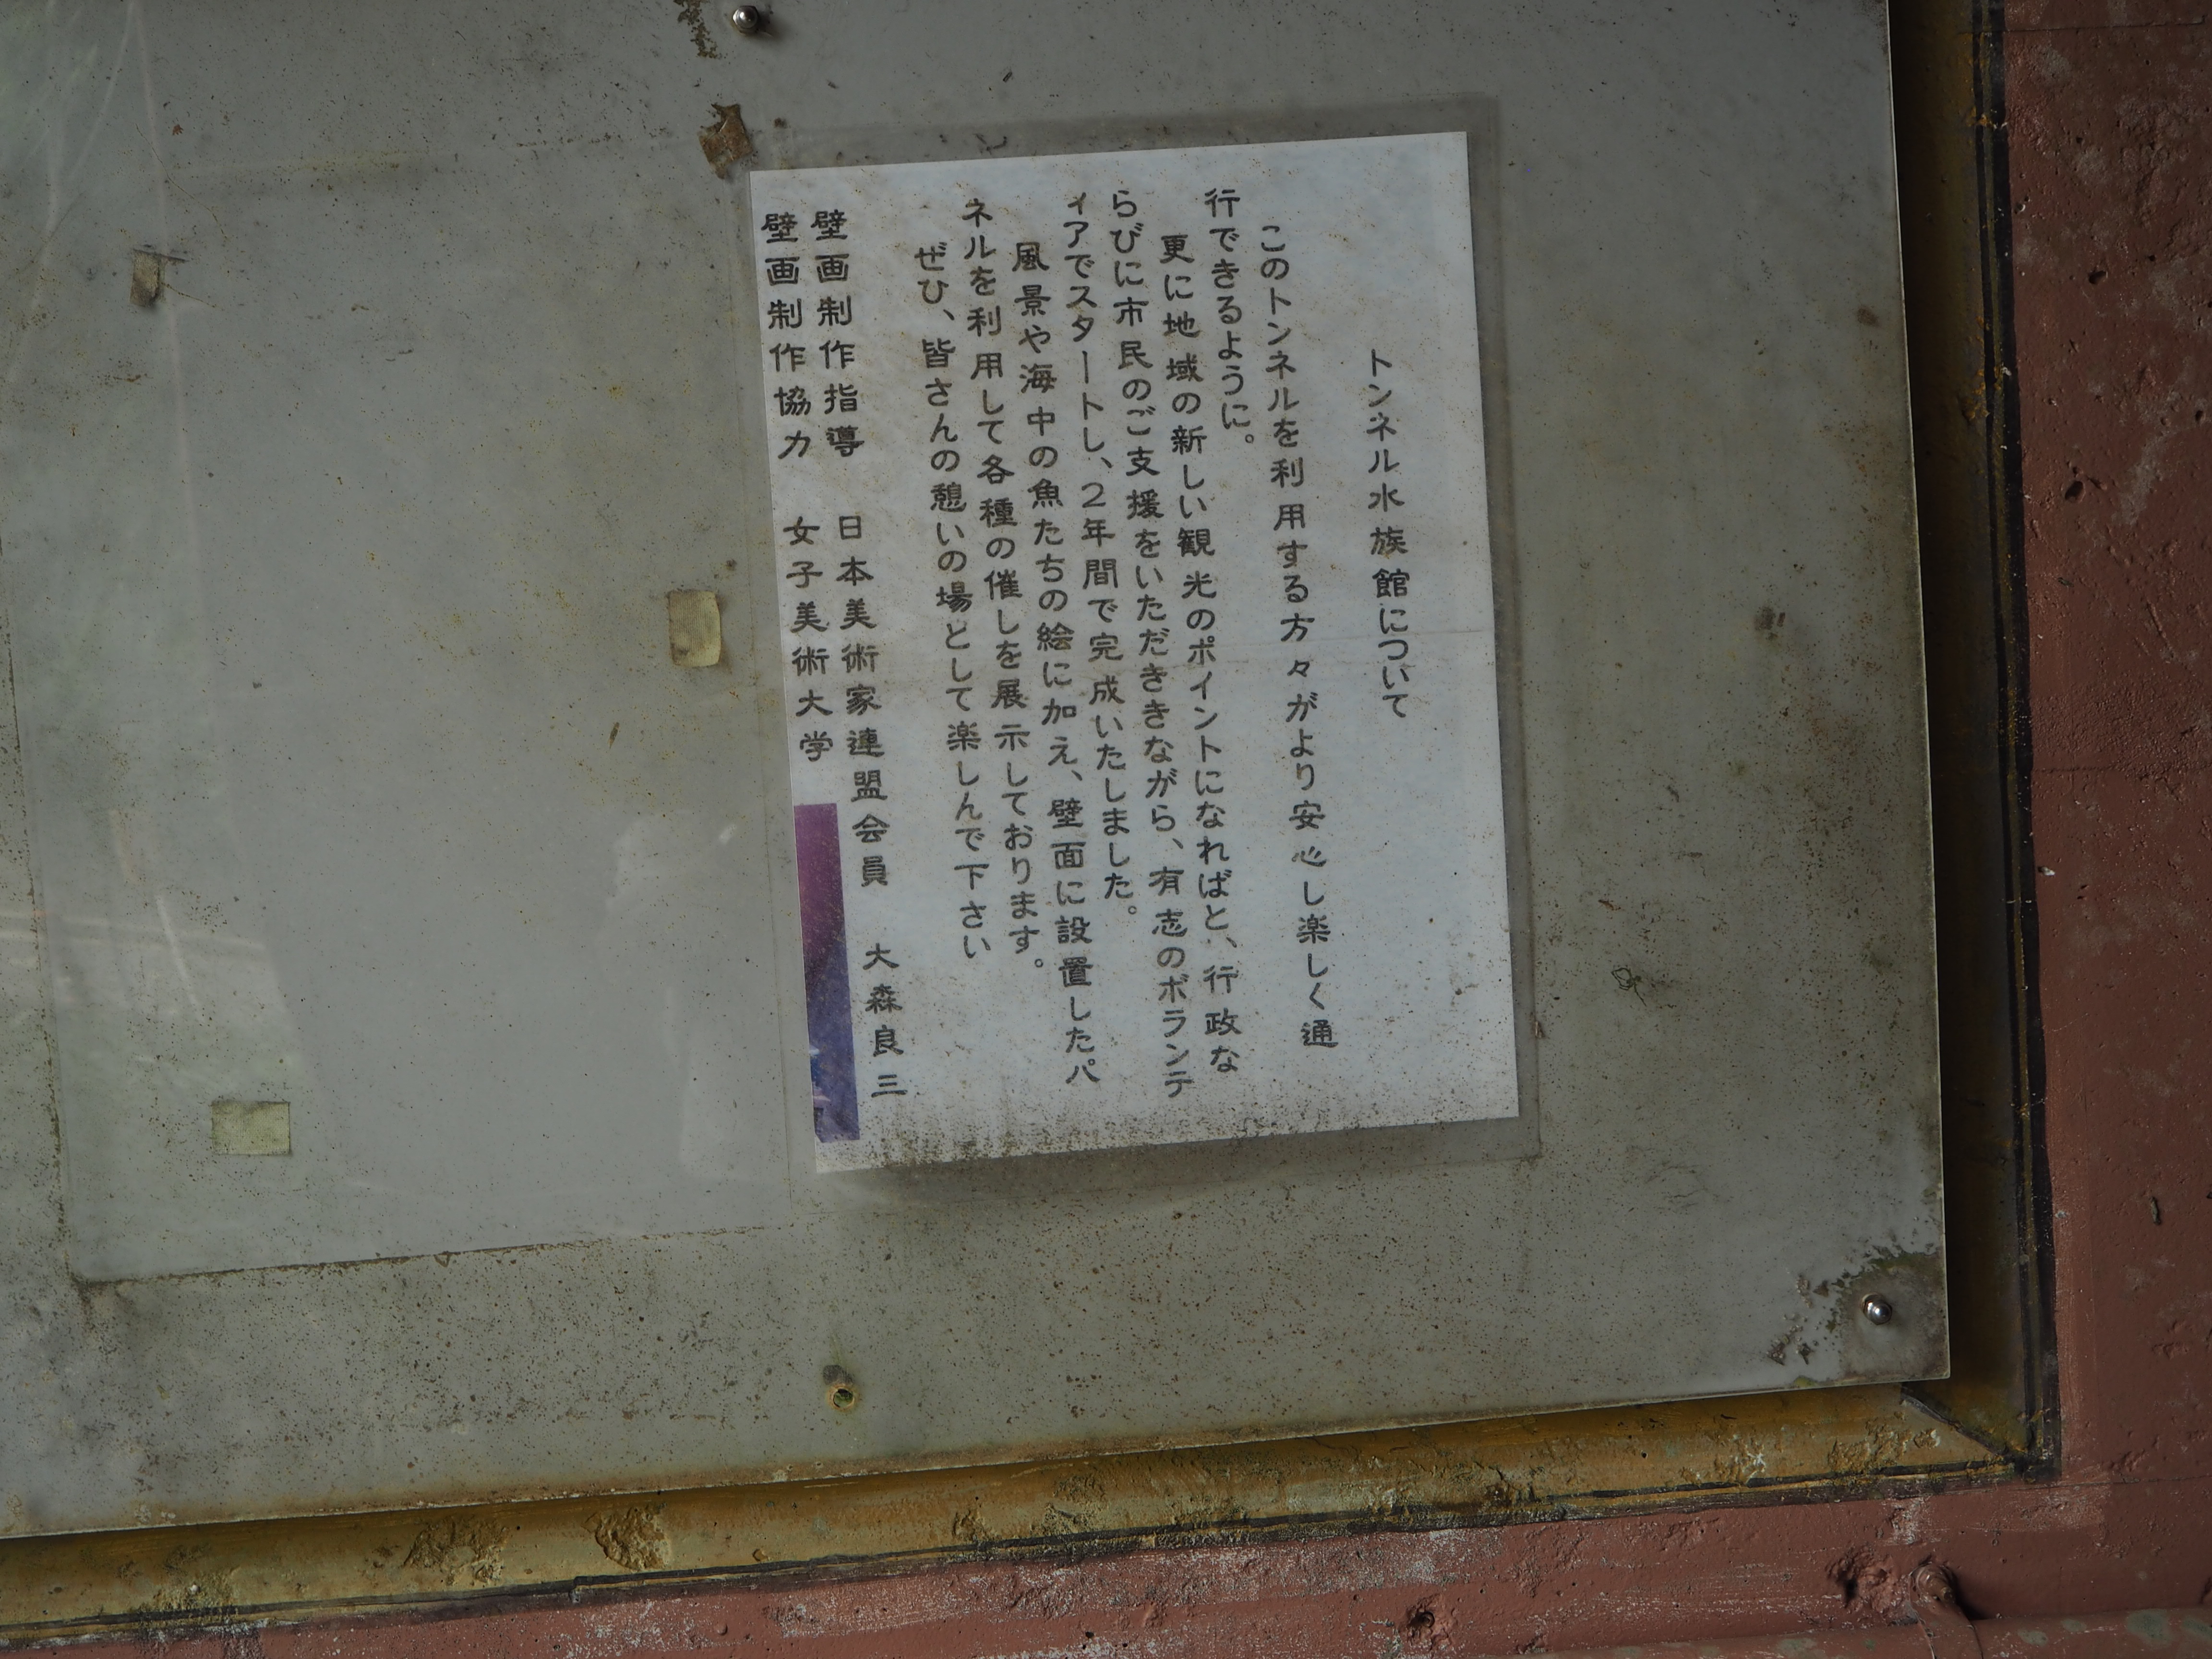 トンネル水族館について
このトンネルを利用する方々がより安心し楽しく通
行できるように。
更に地域の新しい観光のポイントになればと、行政な
らびに市民のご支援をいただききながら、有志のボランテ
ィアでスタートし、2年間で完成いたしました。
風景や海中の魚たちの絵に加え、壁面に設置したパ
ネルを利用して各種の催しを展示しております。
ぜひ、皆さんの憩いの場として楽しんで下さい
壁画制作指導 日本美術家連盟会員 大森良三
壁画制作協力 女子美術大学